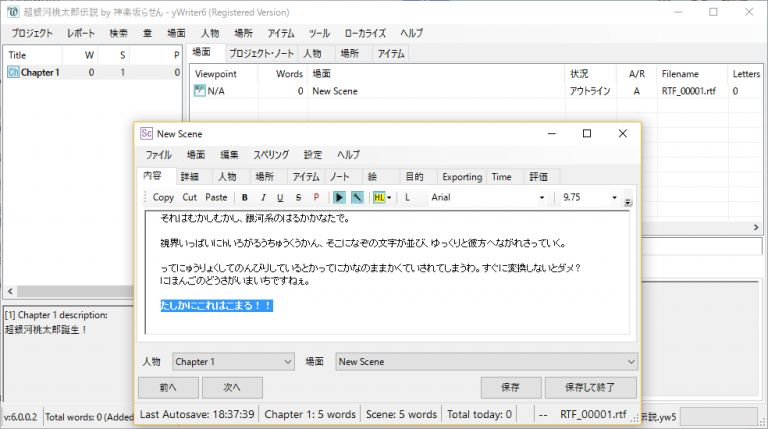 超銀河桃太郎伝説 by 神楽坂らせん - yWriter6 (Registered Version)
プロジェクト レポート 検索 章 場面 人物 場所 アイテム ツール ローカライズ ヘルプ
Title W S P
Ch Chapter 1 0 1 0
場面 プロジェクト・ノート 人物 場所 アイテム
Viewpoint Words 場面 状況 A/R Filename Letters
N/A 0 New Scene アウトライン A RTF_00001.rtf 0
Sc New Scene
ファイル 場面 編集 スペリング 設定 ヘルプ
内容 詳細 人物 場所 アイテム ノート 絵 目的 Exporting Time 評価
Copy Cut Paste B I U S P HL L Arial 9.75
それはむかしむかし、銀河系のはるかかなたで。
視界いっぱいにhいろがるうちゅうくうかん、そこになぞの文字が並び、ゆっくりと彼方へながれさっていく。
ってにゅうりょくしてのんびりしているとかってにかなのままかくていされてしまうわ。すぐに変換しないとダメ？
にほんごのどうさがいまいちですねぇ。
たしかにこれはこまる！！
[1] Chapter 1 description:
超銀河桃太郎誕生！
人物 Chapter 1 場面 New Scene
前へ 次へ 保存 保存して終了
Last Autosave: 18:37:39 Chapter 1: 5 words Scene: 5 words Total today: 0 -- RTF_00001.rtf
v:6.0.0.2 Total words: 0 (Added 伝説.yw5